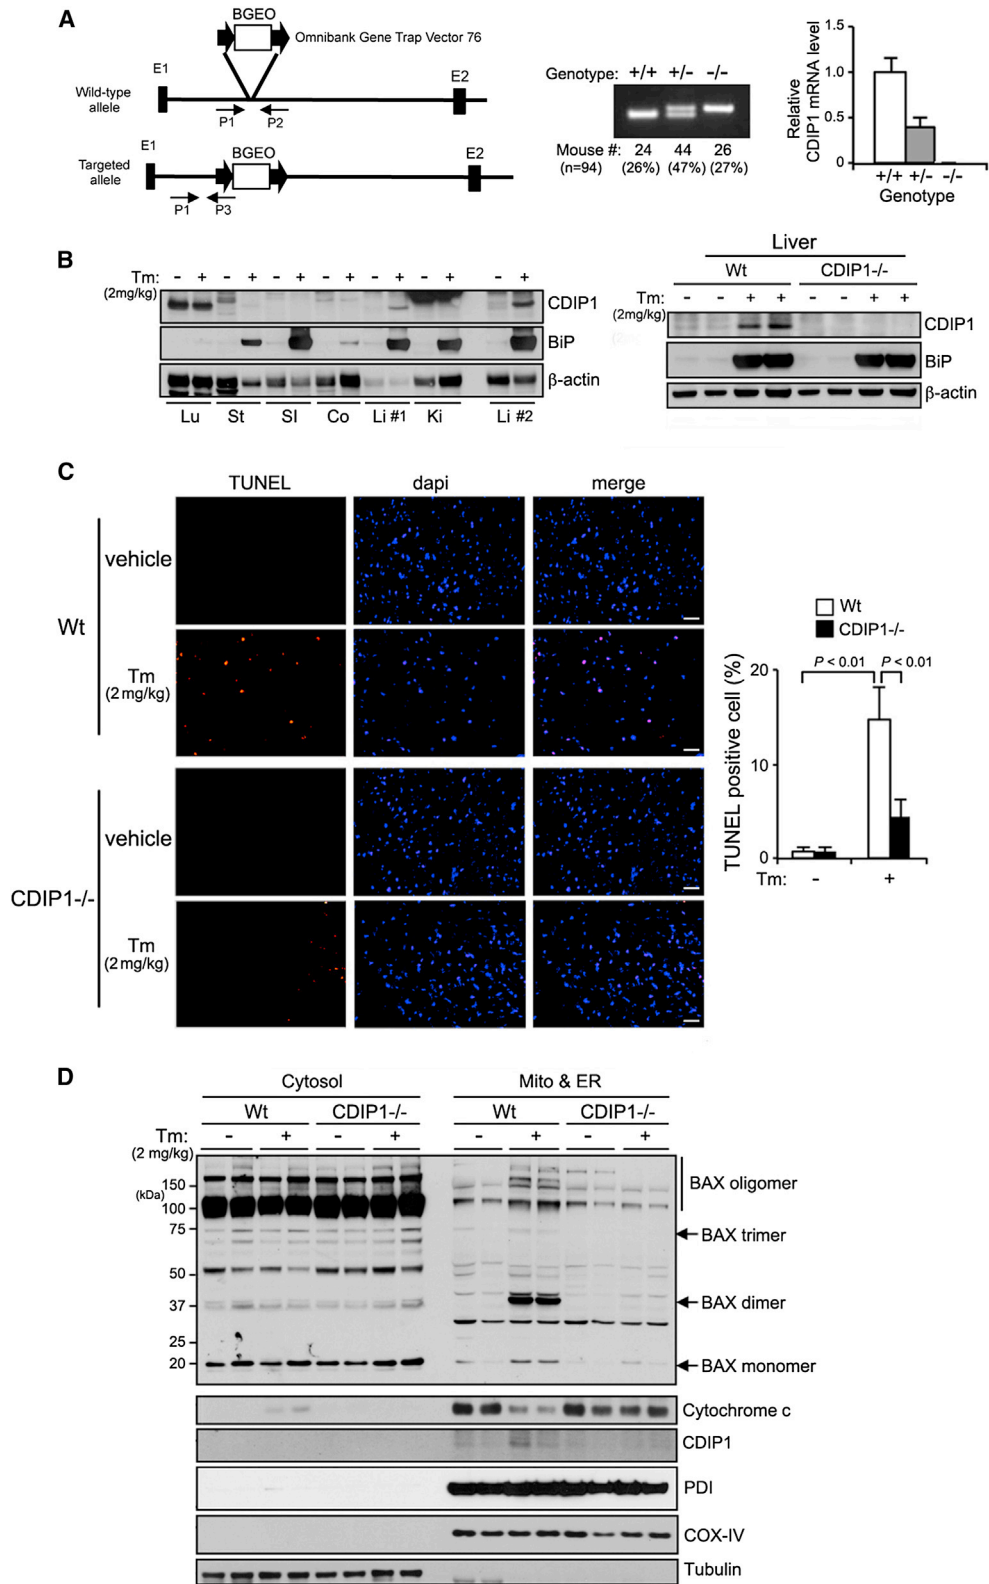 A
BGEO
Omnibank Gene Trap Vector 76
E1
E2
Wild-type
allele
P1
P2
E1
BGEO
E2
Targeted
allele
P1
P3
Genotype: +/+ +/- -/-
Mouse #: 24 44 26
(n=94) (26%) (47%) (27%)
Relative
CDIP1 mRNA level
1.5
1.0
0.5
0
+/+ +/- -/-
Genotype
B
Tm: - + - + - + - + - + - + - +
(2mg/kg)
CDIP1
BiP
β-actin
Lu St SI Co Li #1 Ki Li #2
Liver
Wt CDIP1-/-
Tm: - - + + - - + +
(2mg/kg)
CDIP1
BiP
β-actin
C
TUNEL dapi merge
Wt
vehicle
Tm
(2mg/kg)
CDIP1-/-
vehicle
Tm
(2mg/kg)
Wt
CDIP1-/-
TUNEL positive cell (%)
20
10
0
P < 0.01 P < 0.01
Tm: - +
D
Cytosol Mito & ER
Wt CDIP1-/- Wt CDIP1-/-
Tm: - + - + - + - +
(2 mg/kg)
(kDa)
150
100
75
50
37
25
20
BAX oligomer
BAX trimer
BAX dimer
BAX monomer
Cytochrome c
CDIP1
PDI
COX-IV
Tubulin